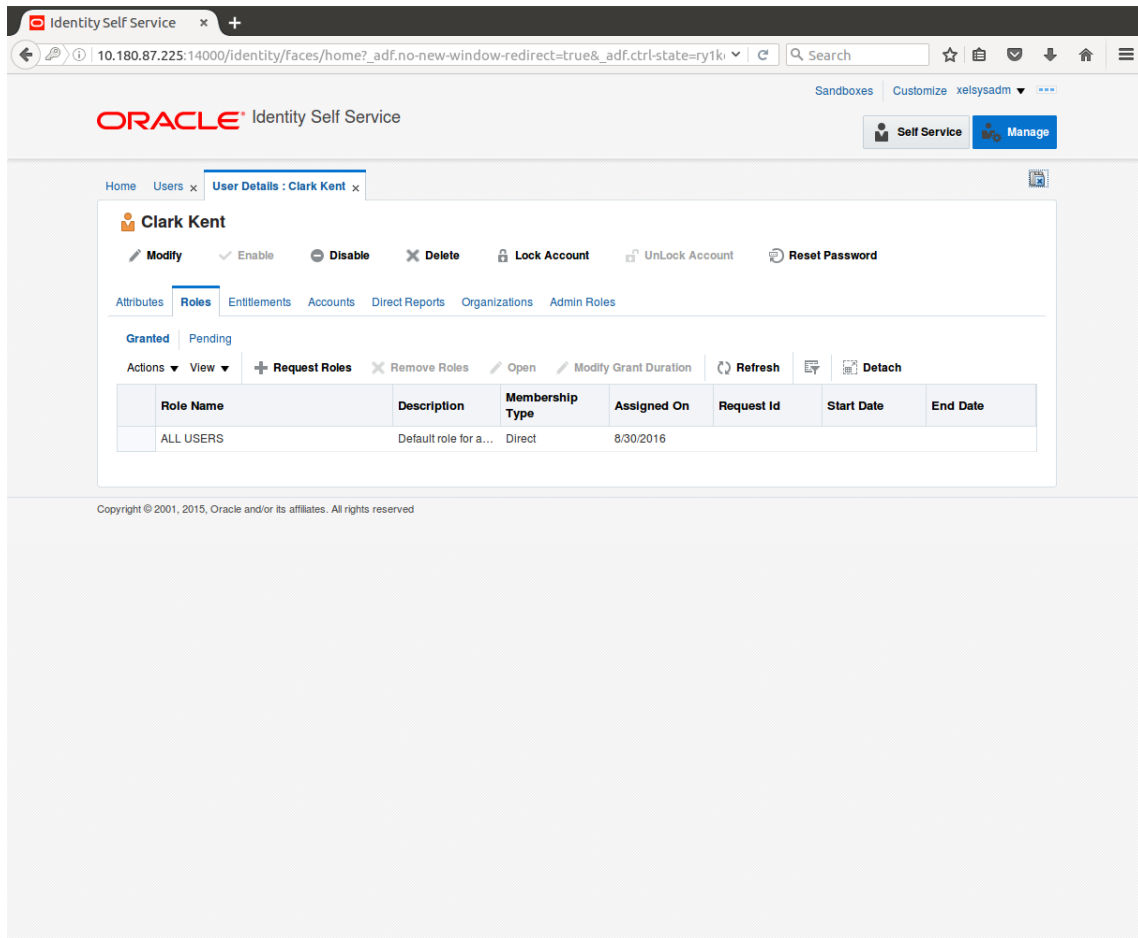 Identity Self Service × +
10.180.87.225:14000/identity/faces/home?_adf.no-new-window-redirect=true&_adf.ctrl-state=ry1k Search
Sandboxes Customize xelsysadm
ORACLE® Identity Self Service
Self Service Manage
Home Users x User Details : Clark Kent x
Clark Kent
Modify Enable Disable Delete Lock Account UnLock Account Reset Password
Attributes Roles Entitlements Accounts Direct Reports Organizations Admin Roles
Granted Pending
Actions View Request Roles Remove Roles Open Modify Grant Duration Refresh Detach
Role Name Description Membership Type Assigned On Request Id Start Date End Date
ALL USERS Default role for a... Direct 8/30/2016
Copyright © 2001, 2015, Oracle and/or its affiliates. All rights reserved